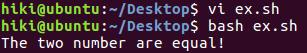 hiki@ubuntu:~/Desktop$ vi ex.sh
hiki@ubuntu:~/Desktop$ bash ex.sh
The two number are equal!